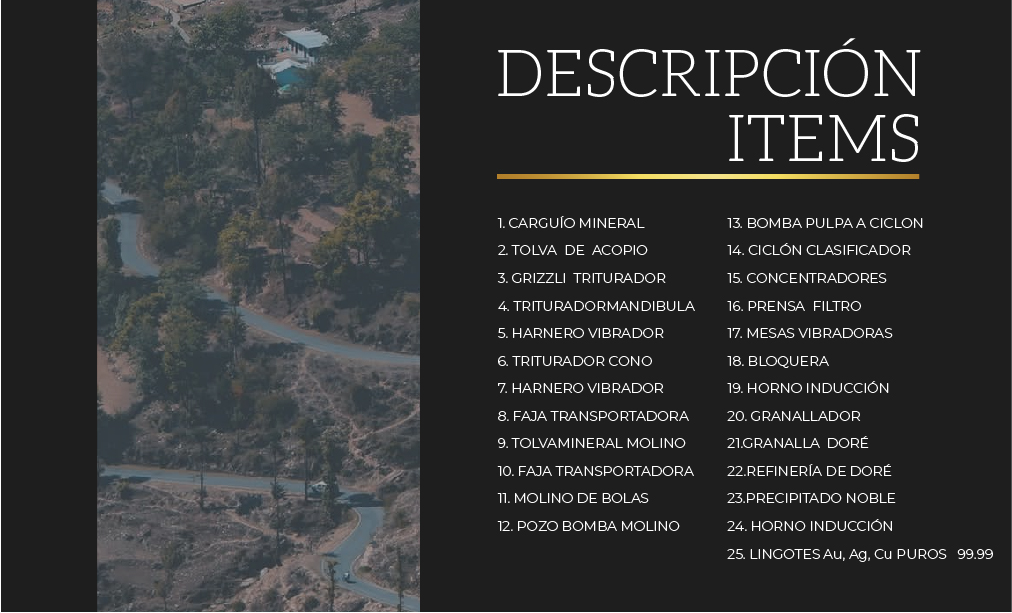 DESCRIPCIÓN
ITEMS
1. CARGUÍO MINERAL
2. TOLVA DE ACOPIO
3. GRIZZLI TRITURADOR
4. TRITURADORMANDIBULA
5. HARNERO VIBRADOR
6. TRITURADOR CONO
7. HARNERO VIBRADOR
8. FAJA TRANSPORTADORA
9. TOLVAMINERAL MOLINO
10. FAJA TRANSPORTADORA
11. MOLINO DE BOLAS
12. POZO BOMBA MOLINO
13. BOMBA PULPA A CICLON
14. CICLÓN CLASIFICADOR
15. CONCENTRADORES
16. PRENSA FILTRO
17. MESAS VIBRADORAS
18. BLOQUERA
19. HORNO INDUCCIÓN
20. GRANALLADOR
21.GRANALLA DORÉ
22.REFINERÍA DE DORÉ
23.PRECIPITADO NOBLE
24. HORNO INDUCCIÓN
25. LINGOTES Au, Ag, Cu PUROS 99.99